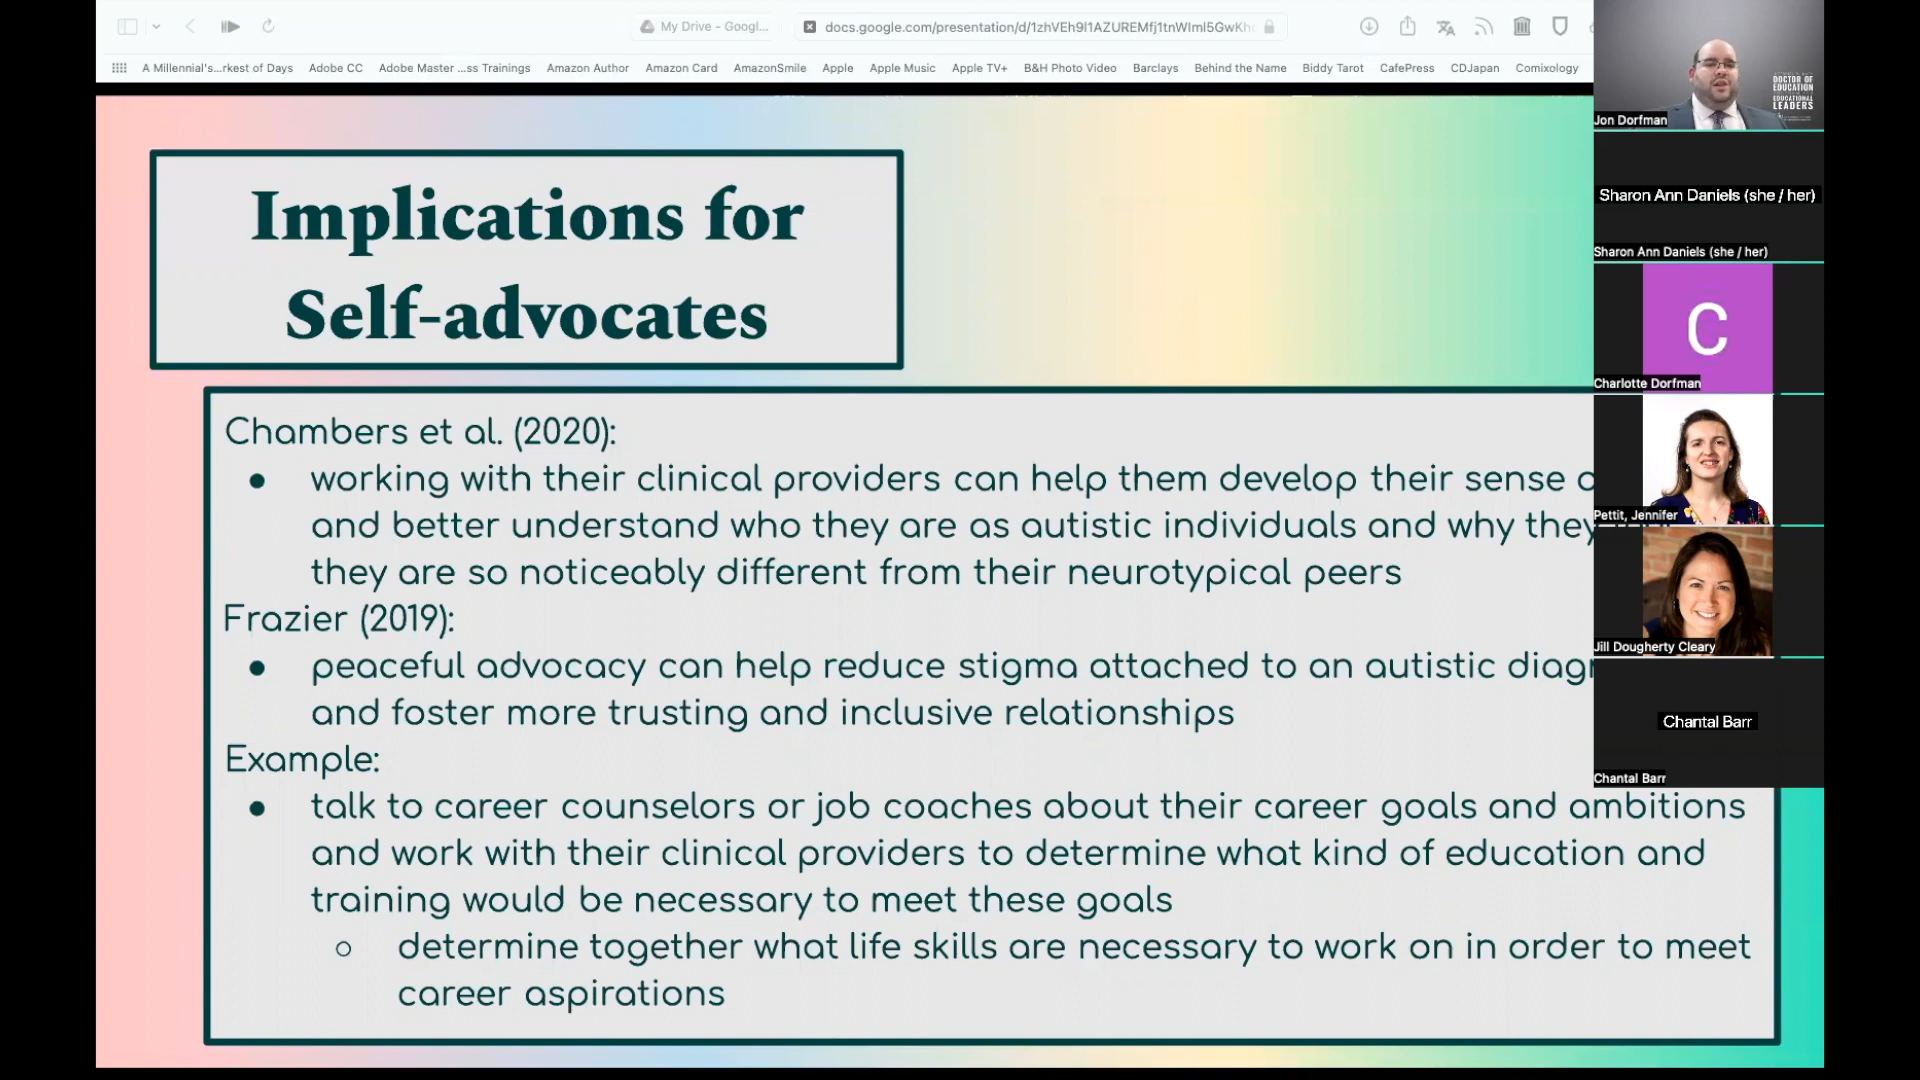 My Drive - Googl...
docs.google.com/presentation/d/1zhVEh9I1AZUREMfj1tnWImI5GwKh
A Millennial's...rkest of Days Adobe CC Adobe Master ...ss Trainings Amazon Author Amazon Card AmazonSmile Apple Apple Music Apple TV+ B&H Photo Video Barclays Behind the Name Biddy Tarot CafePress CDJapan Comixology
Implications for
Self-advocates
Chambers et al. (2020):
● working with their clinical providers can help them develop their sense
and better understand who they are as autistic individuals and why they
they are so noticeably different from their neurotypical peers
Frazier (2019):
● peaceful advocacy can help reduce stigma attached to an autistic diag
and foster more trusting and inclusive relationships
Example:
● talk to career counselors or job coaches about their career goals and ambitions
and work with their clinical providers to determine what kind of education and
training would be necessary to meet these goals
○ determine together what life skills are necessary to work on in order to meet
career aspirations
DOCTOR OF
EDUCATION
EDUCATIONAL
LEADERS
Jon Dorfman
Sharon Ann Daniels (she / her)
Sharon Ann Daniels (she / her)
C
Charlotte Dorfman
Pettit, Jennifer
Jill Dougherty Cleary
Chantal Barr
Chantal Barr